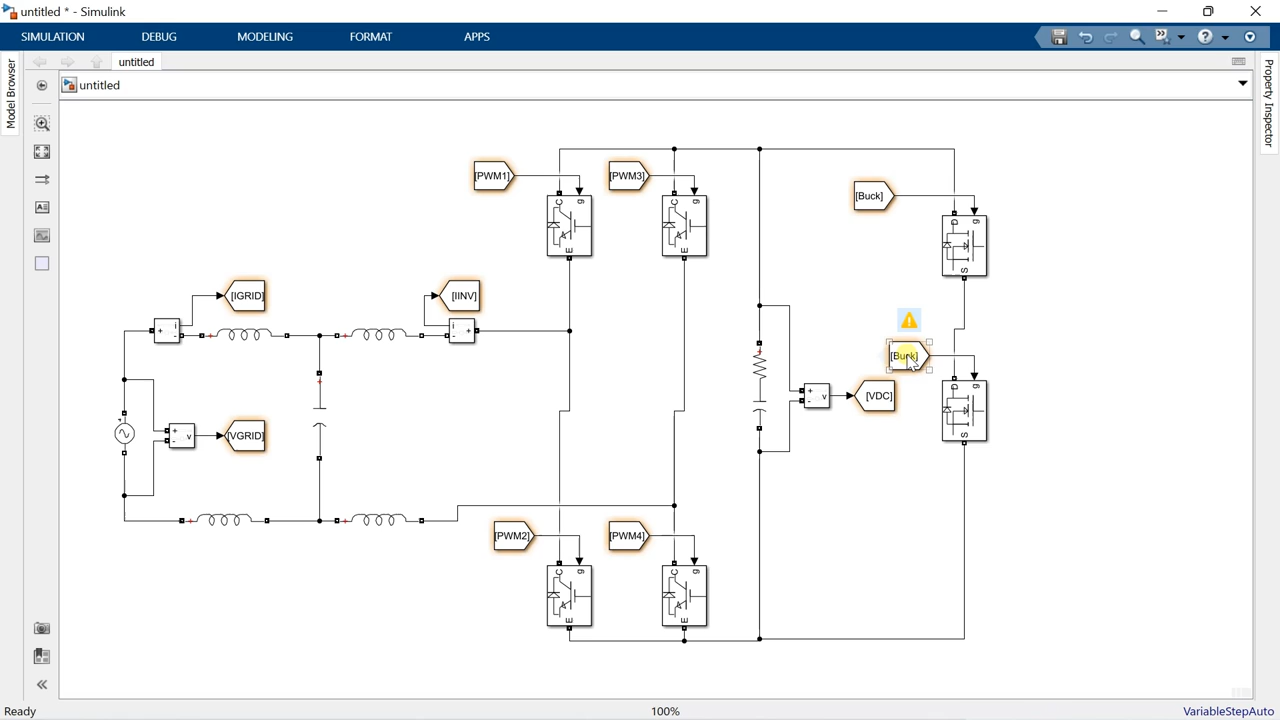 untitled * - Simulink
SIMULATION DEBUG MODELING FORMAT APPS
untitled
untitled
Model Browser
Property Inspector
[PWM1]
[PWM3]
[Buck]
C g E
C g E
D g S
[IGRID]
[IINV]
+ i -
i - +
[Buck]
D g S
+ - v
[VDC]
+ - v
[VGRID]
[PWM2]
[PWM4]
C g E
C g E
Ready 100% VariableStepAuto